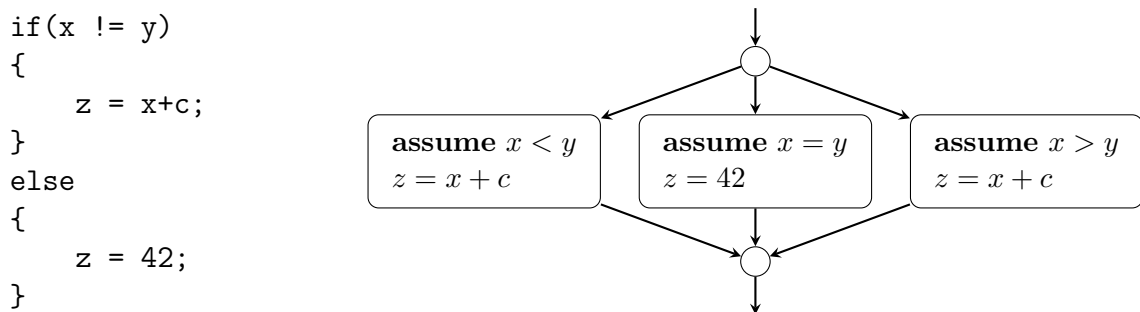 if(x != y)
{
    z = x+c;
}
else
{
    z = 42;
}
assume x < y
z = x + c
assume x = y
z = 42
assume x > y
z = x + c